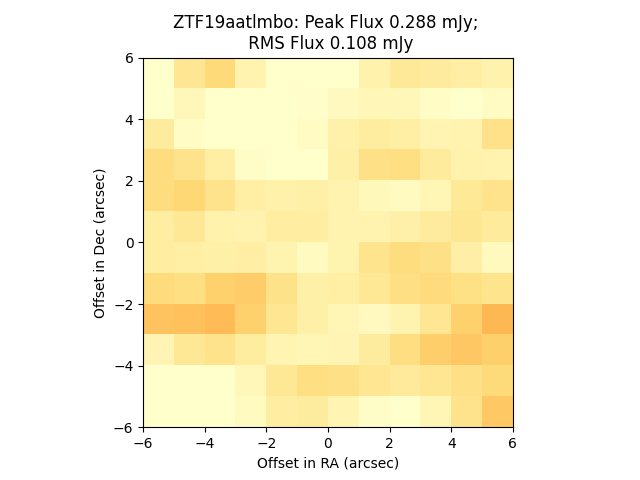 ZTF19aatlmbo: Peak Flux 0.288 mJy;
RMS Flux 0.108 mJy
6
4
2
0
−2
−4
−6
Offset in Dec (arcsec)
−6 −4 −2 0 2 4 6
Offset in RA (arcsec)